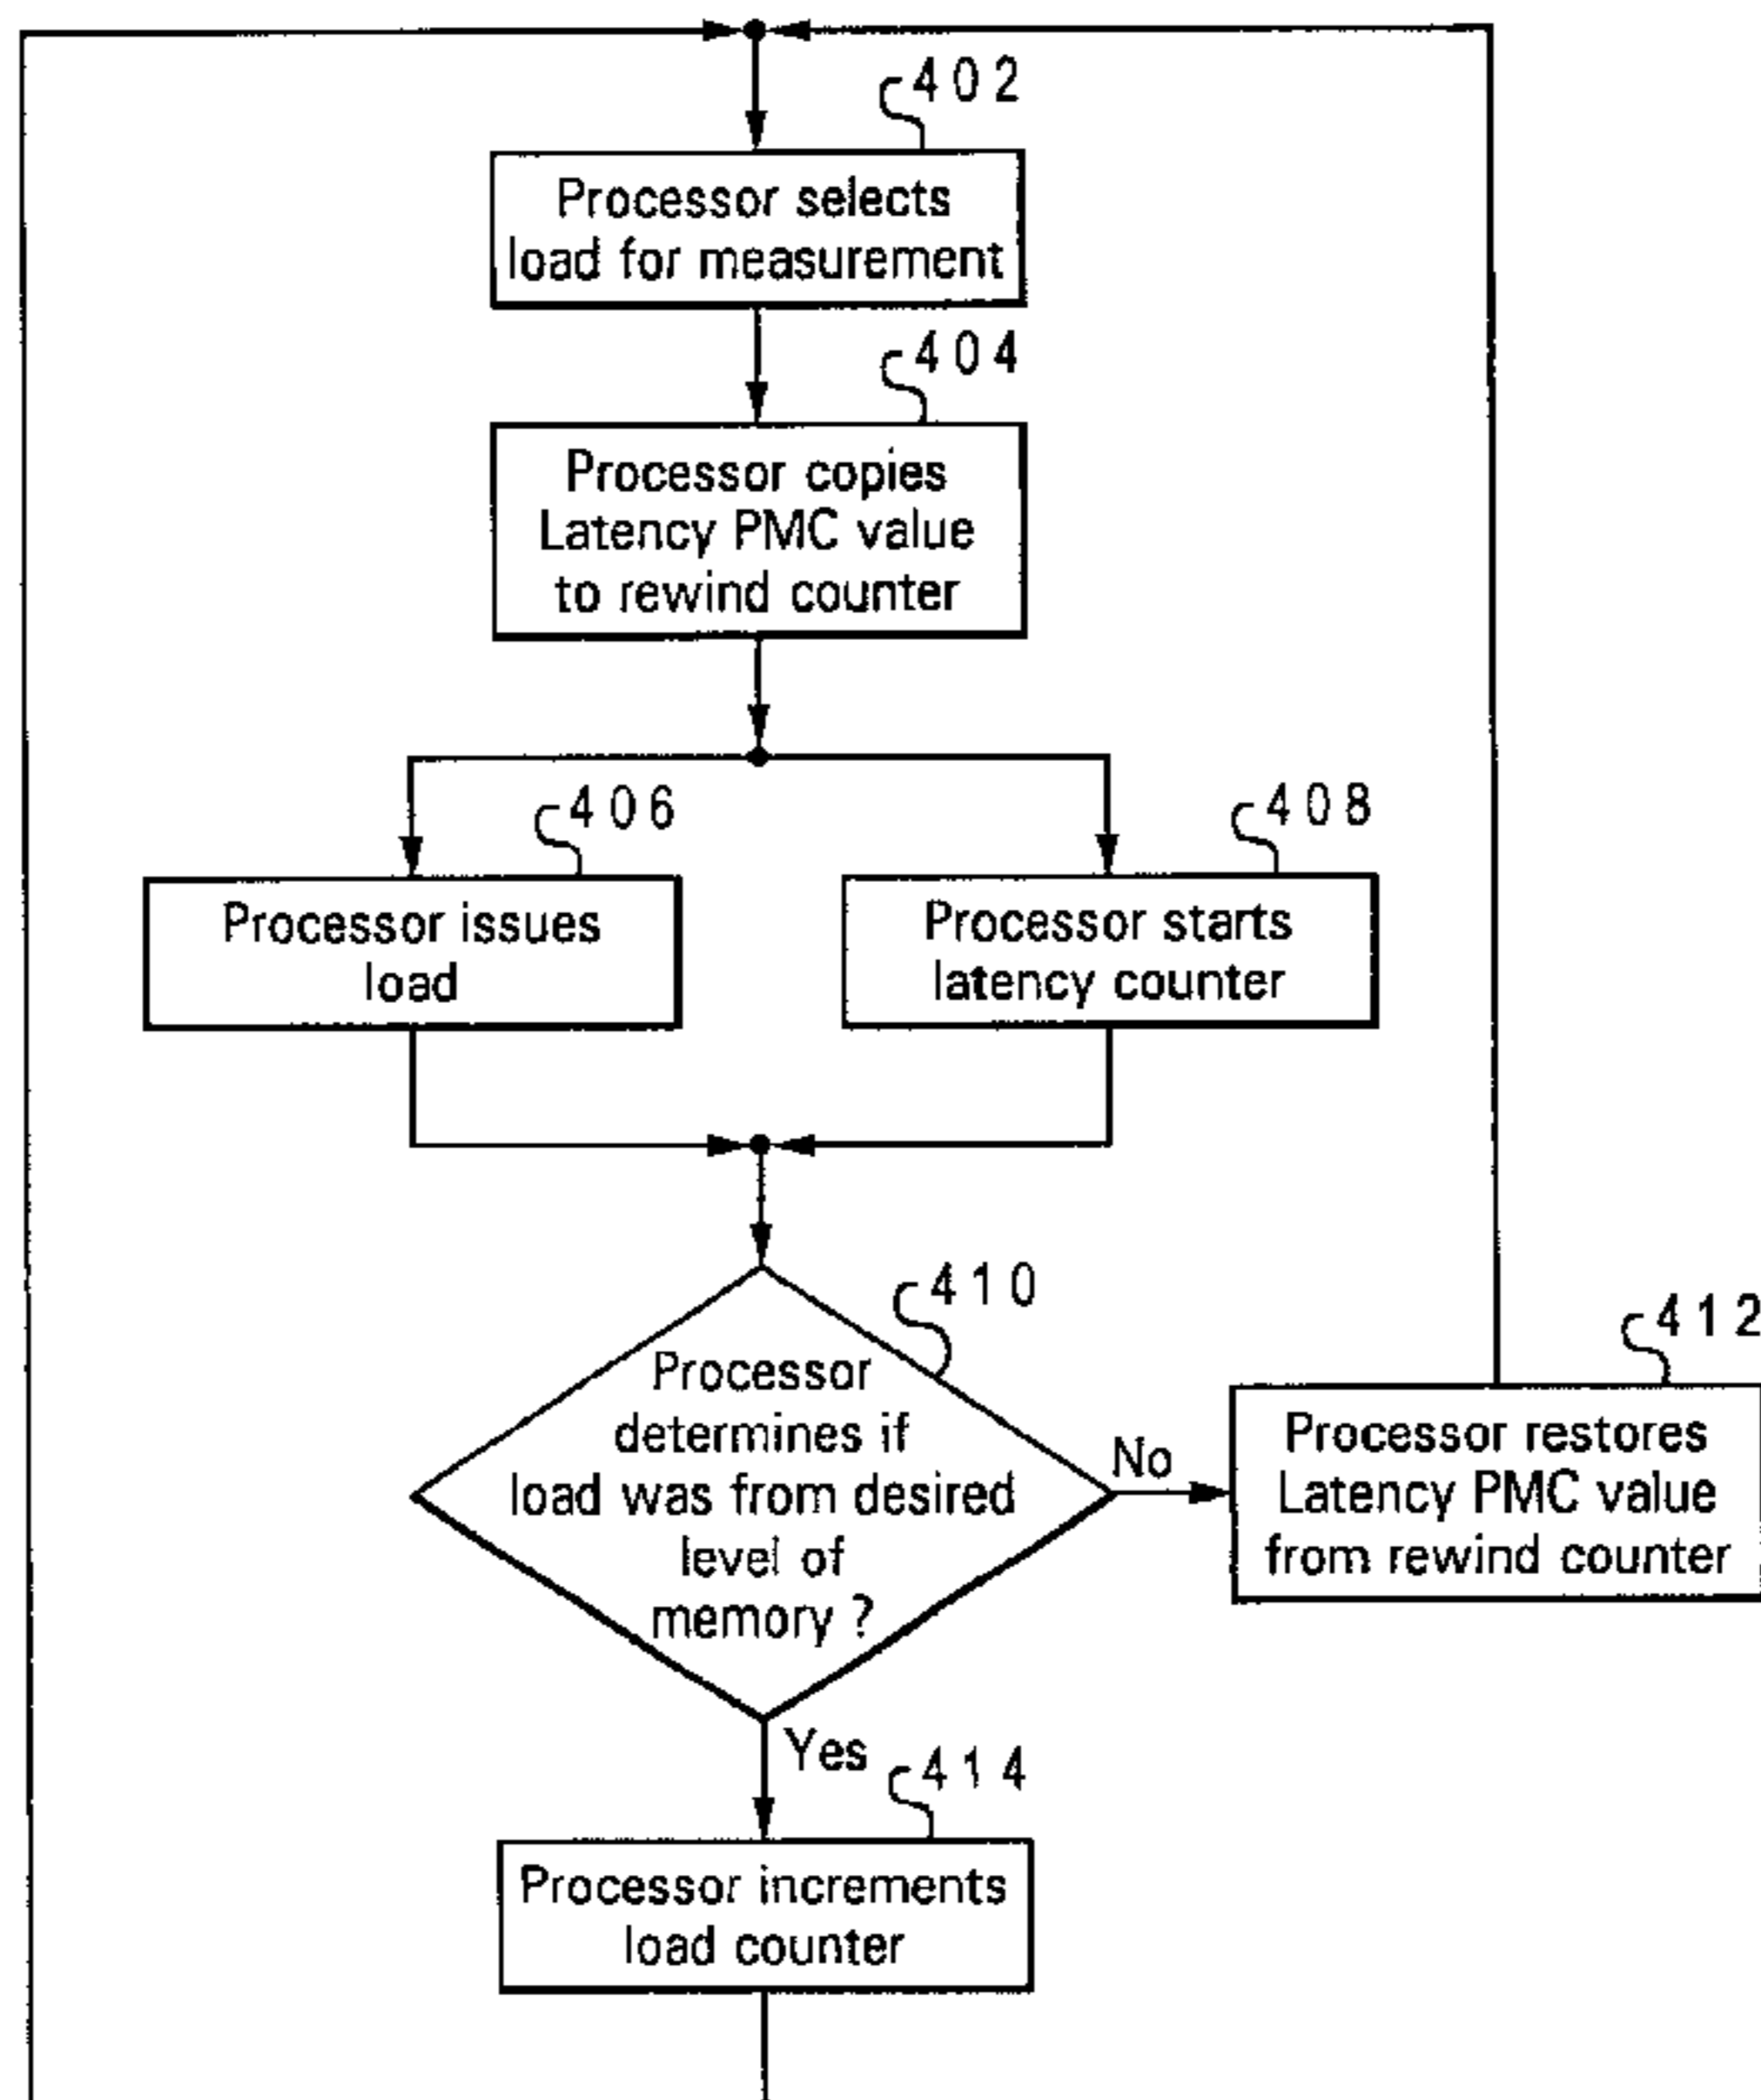 402
Processor selects
load for measurement
404
Processor copies
Latency PMC value
to rewind counter
406
Processor issues
load
408
Processor starts
latency counter
410
Processor
determines if
load was from desired
level of
memory ?
No
412
Processor restores
Latency PMC value
from rewind counter
Yes
414
Processor increments
load counter